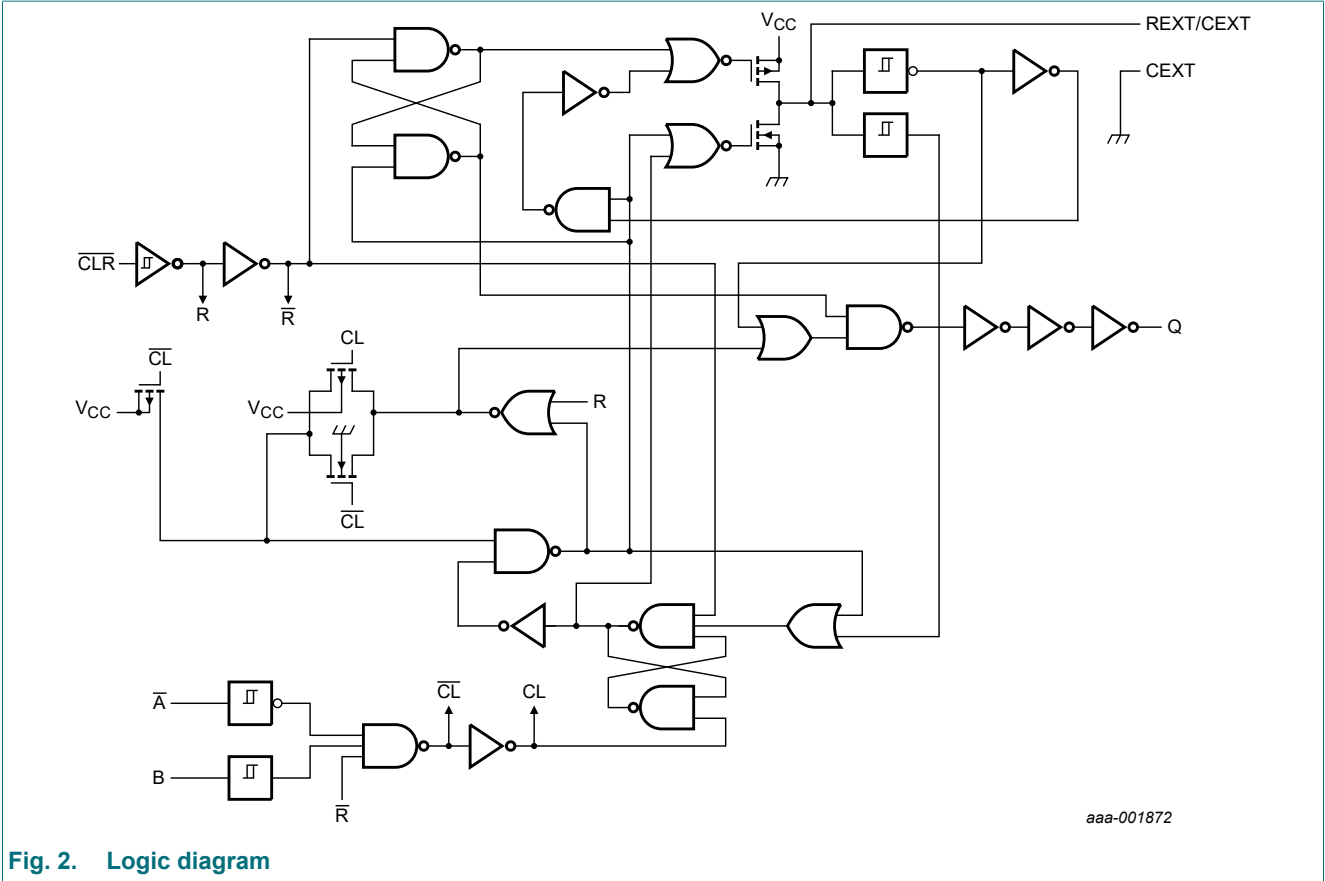 VCC
REXT/CEXT
CEXT
CLR
R
R
Q
CL
CL
VCC
VCC
R
CL
A
CL
CL
B
R
aaa-001872
Fig. 2. Logic diagram